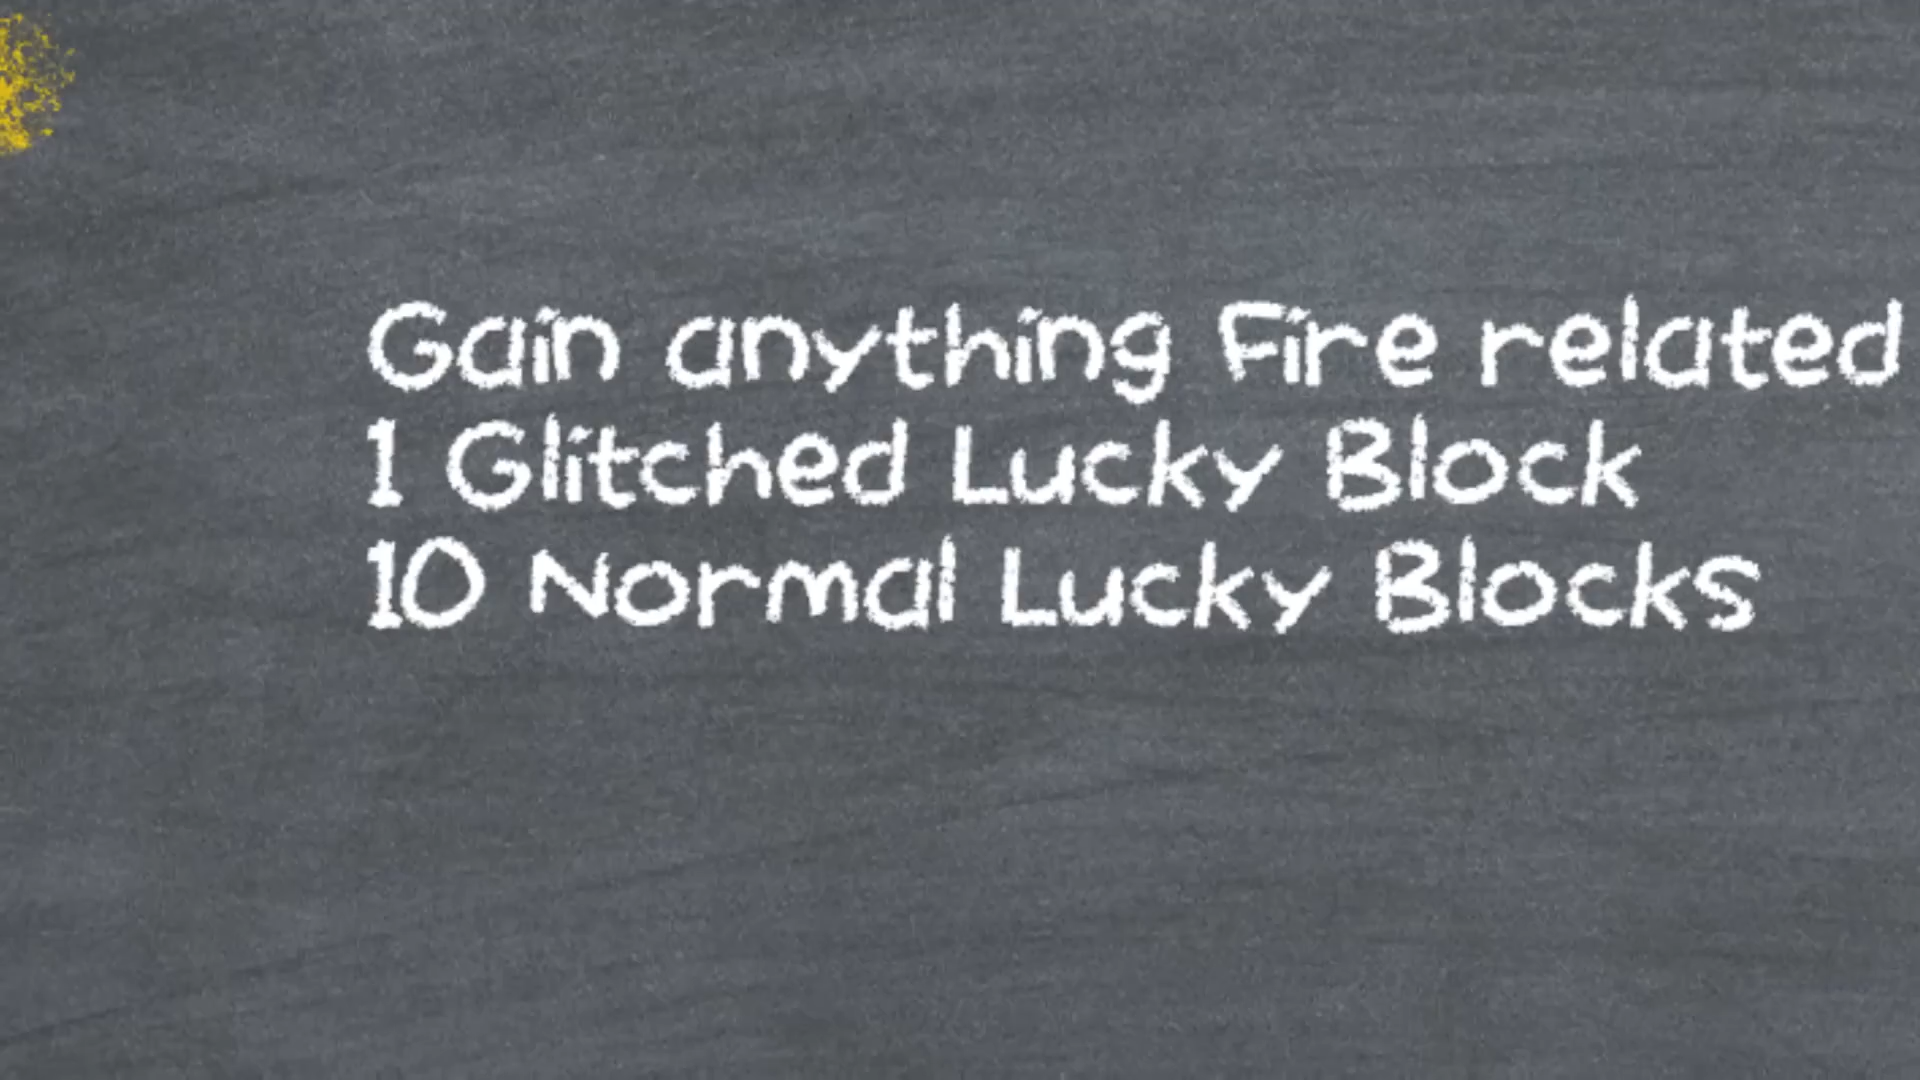 Gain anything Fire related
1 Glitched Lucky Block
10 Normal Lucky Blocks